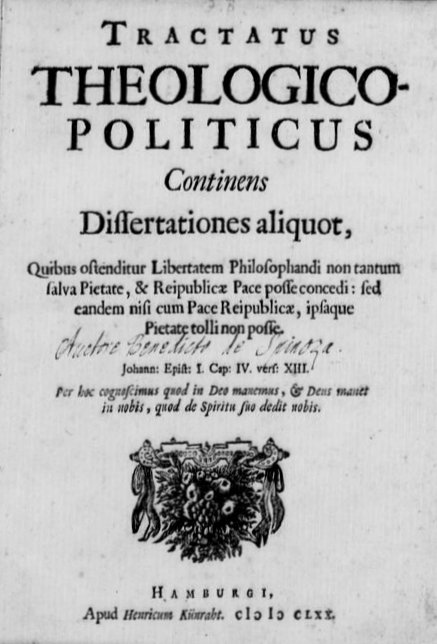 TRACTATUS
THEOLOGICO-
POLITICUS
Continens
Dissertationes aliquot,
Quibus ostenditur Libertatem Philosophandi non tantum
salva Pietate, & Reipublicæ Pace posse concedi: sed
eandem nisi cum Pace Reipublicæ, ipsaque
Pietate tolli non posse.
Auctore Benedicto de Spinoza.
Johann: Epist: I. Cap: IV. vers: XIII.
Per hoc cognoscimus quod in Deo manemus, & Deus manet
in nobis, quod de Spiritu suo dedit nobis.
HAMBURGI,
Apud Henricum Künraht. cIↄ Iↄ CLXX.